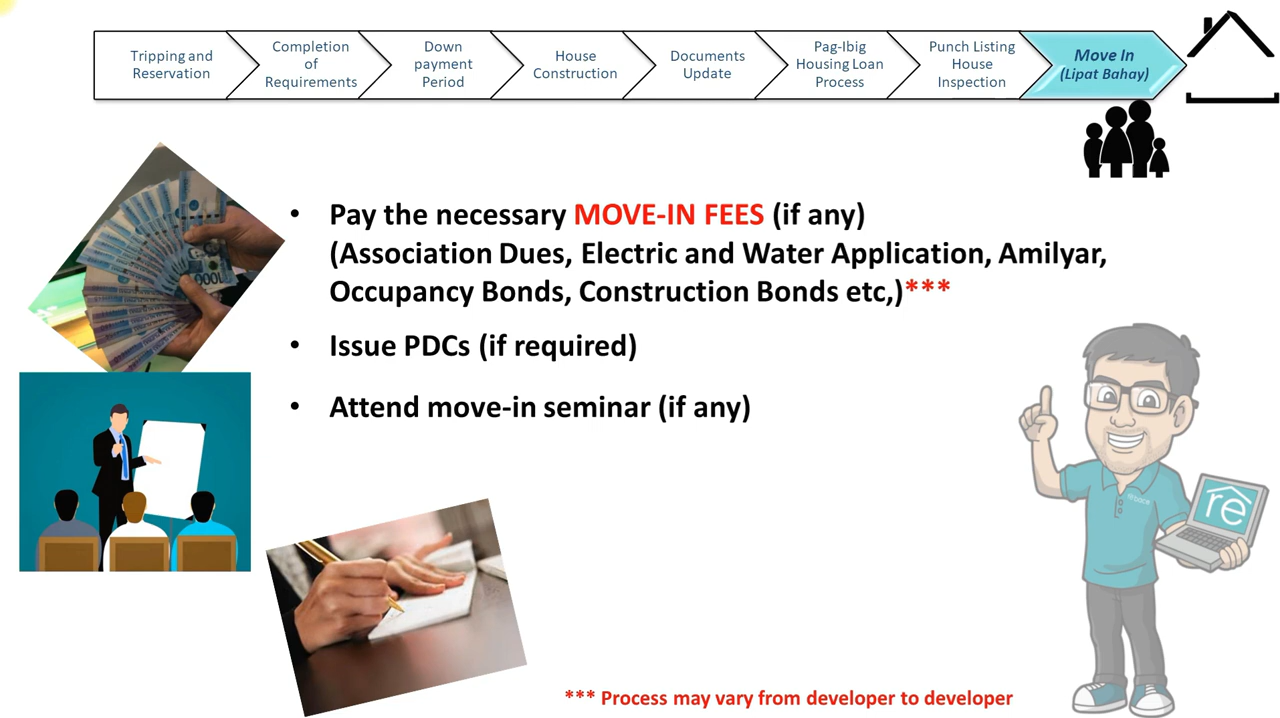 Tripping and
Reservation
Completion
of
Requirements
Down
payment
Period
House
Construction
Documents
Update
Pag-Ibig
Housing Loan
Process
Punch Listing
House
Inspection
Move In
(Lipat Bahay)
• Pay the necessary MOVE-IN FEES (if any)
(Association Dues, Electric and Water Application, Amilyar,
Occupancy Bonds, Construction Bonds etc,)***
• Issue PDCs (if required)
• Attend move-in seminar (if any)
re
*** Process may vary from developer to developer